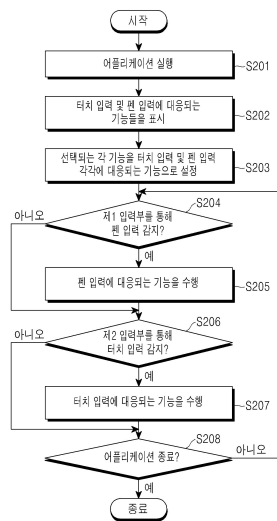 시작
어플리케이션 실행
S201
터치 입력 및 펜 입력에 대응되는
기능들을 표시
S202
선택되는 각 기능을 터치 입력 및 펜 입력
각각에 대응되는 기능으로 설정
S203
S204
제1 입력부를 통해
펜 입력 감지?
아니오
예
펜 입력에 대응되는 기능을 수행
S205
S206
제2 입력부를 통해
터치 입력 감지?
아니오
예
터치 입력에 대응되는 기능을 수행
S207
S208
어플리케이션 종료?
아니오
예
종료